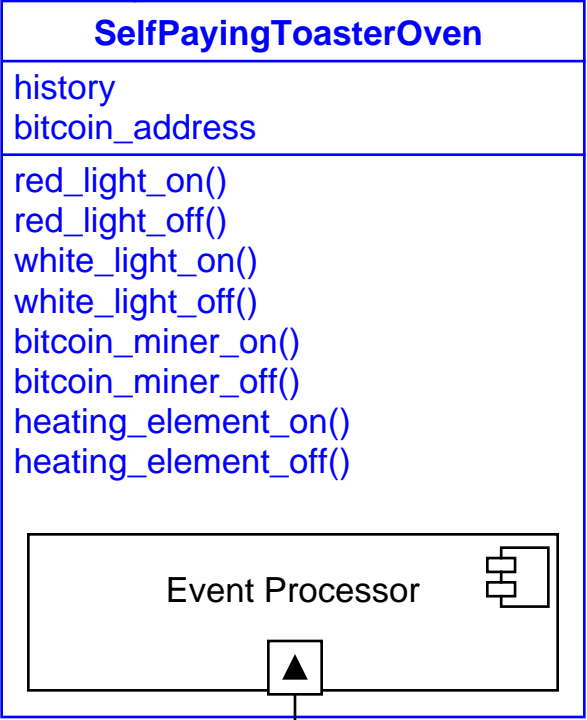 SelfPayingToasterOven
history
bitcoin_address
red_light_on()
red_light_off()
white_light_on()
white_light_off()
bitcoin_miner_on()
bitcoin_miner_off()
heating_element_on()
heating_element_off()
Event Processor